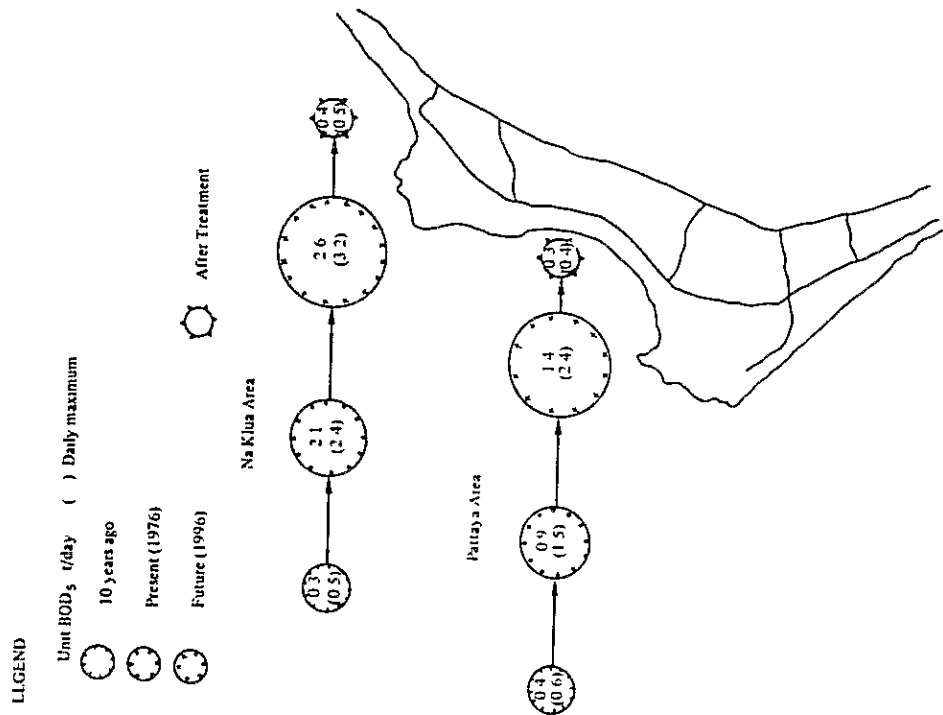 LEGEND
Unit BOD5 t/day ( ) Daily maximum
10 years ago
Present (1976)
Future (1996)
After Treatment
Na Klua Area
0.3
(0.5)
2.1
(2.4)
2.6
(3.2)
0.4
(0.5)
Pattaya Area
0.4
(0.6)
0.9
(1.5)
1.4
(2.4)
0.3
(0.4)